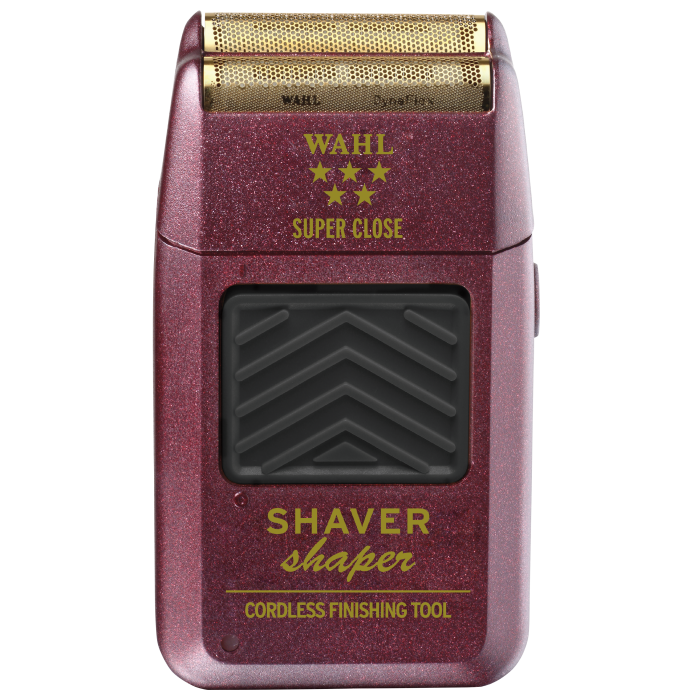 WAHL DynaFlex
WAHL
SUPER CLOSE
SHAVER
shaper
CORDLESS FINISHING TOOL